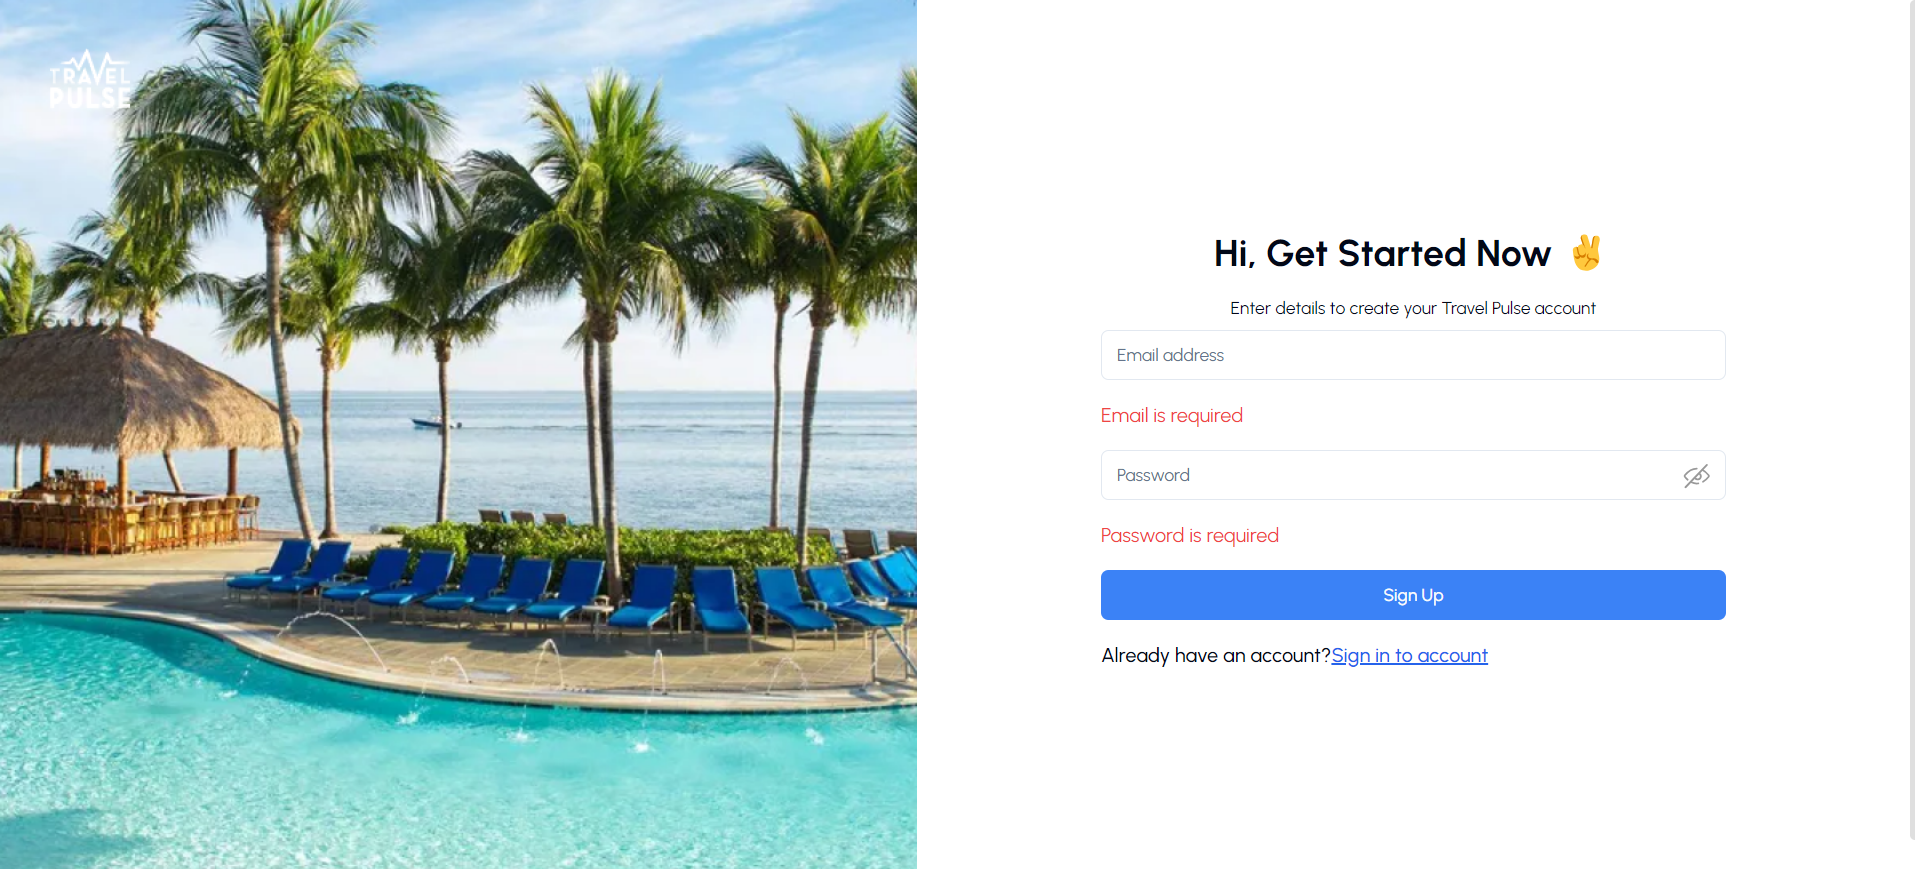 TRAVEL
PULSE
Hi, Get Started Now ✌️
Enter details to create your Travel Pulse account
Email address
Email is required
Password
Password is required
Sign Up
Already have an account?Sign in to account